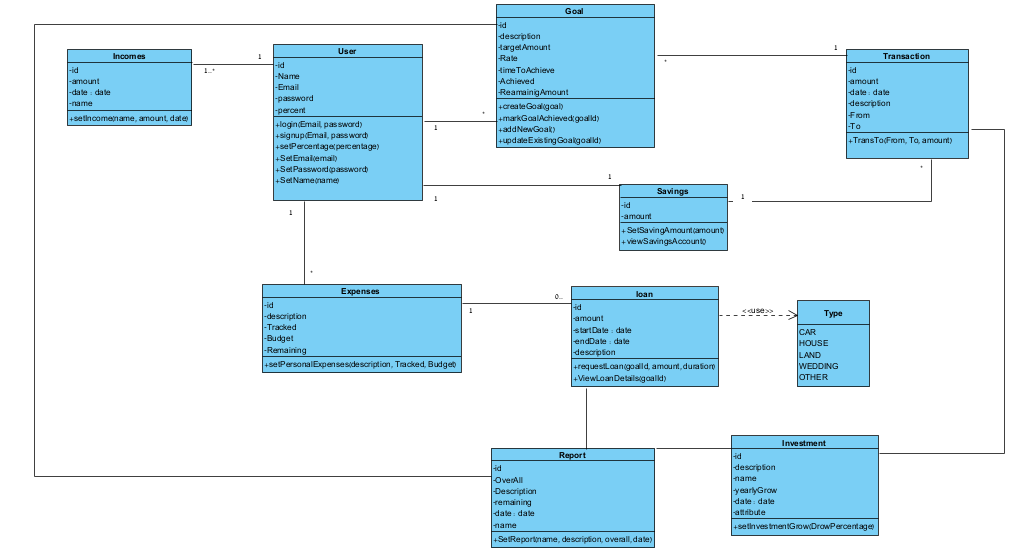 Goal
-id
-description
-targetAmount
-Rate
-timeToAchieve
-Achieved
-ReamainigAmount
+createGoal(goal)
+markGoalAchieved(goalId)
+addNewGoal()
+updateExistingGoal(goalId)
Incomes
-id
-amount
-date : date
-name
+setIncome(name, amount, date)
1..*
1
User
-id
-Name
-Email
-password
-percent
+login(Email, password)
+signup(Email, password)
+setPercentage(percentage)
+SetEmail(email)
+SetPassword(password)
+SetName(name)
1
*
1
1
1
*
*
1
Transaction
-id
-amount
-date : date
-description
-From
-To
+TransTo(From, To, amount)
*
1
Savings
-id
-amount
+SetSavingAmount(amount)
+viewSavingsAccount()
Expenses
-id
-description
-Tracked
-Budget
-Remaining
+setPersonalExpenses(description, Tracked, Budget)
1
0..
loan
-id
-amount
-startDate : date
-endDate : date
-description
+requestLoan(goalId, amount, duration)
+ViewLoanDetails(goalId)
<<use>>
Type
CAR
HOUSE
LAND
WEDDING
OTHER
Report
-id
-OverAll
-Description
-remaining
-date : date
-name
+SetReport(name, description, overall, date)
Investment
-id
-description
-name
-yearlyGrow
-date : date
-attribute
+setInvestmentGrow(DrowPercentage)